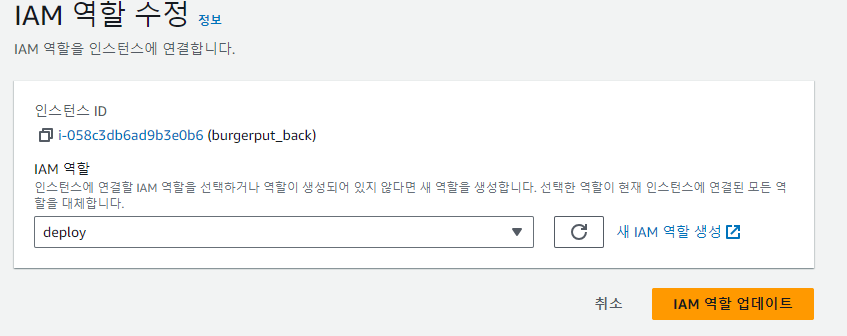 IAM 역할 수정 정보
IAM 역할을 인스턴스에 연결합니다.
인스턴스 ID
i-058c3db6ad9b3e0b6 (burgerput_back)
IAM 역할
인스턴스에 연결할 IAM 역할을 선택하거나 역할이 생성되어 있지 않다면 새 역할을 생성합니다. 선택한 역할이 현재 인스턴스에 연결된 모든 역
할을 대체합니다.
deploy 새 IAM 역할 생성
취소 IAM 역할 업데이트